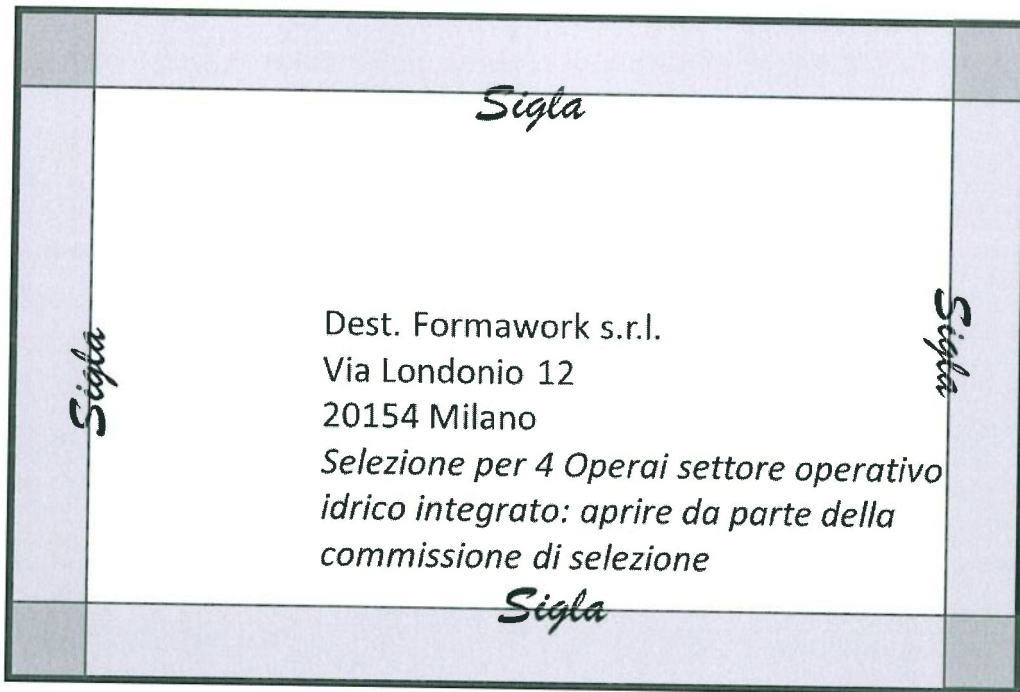 Sigla
Sigla
Sigla
Dest. Formawork s.r.l.
Via Londonio 12
20154 Milano
Selezione per 4 Operai settore operativo
idrico integrato: aprire da parte della
commissione di selezione
Sigla